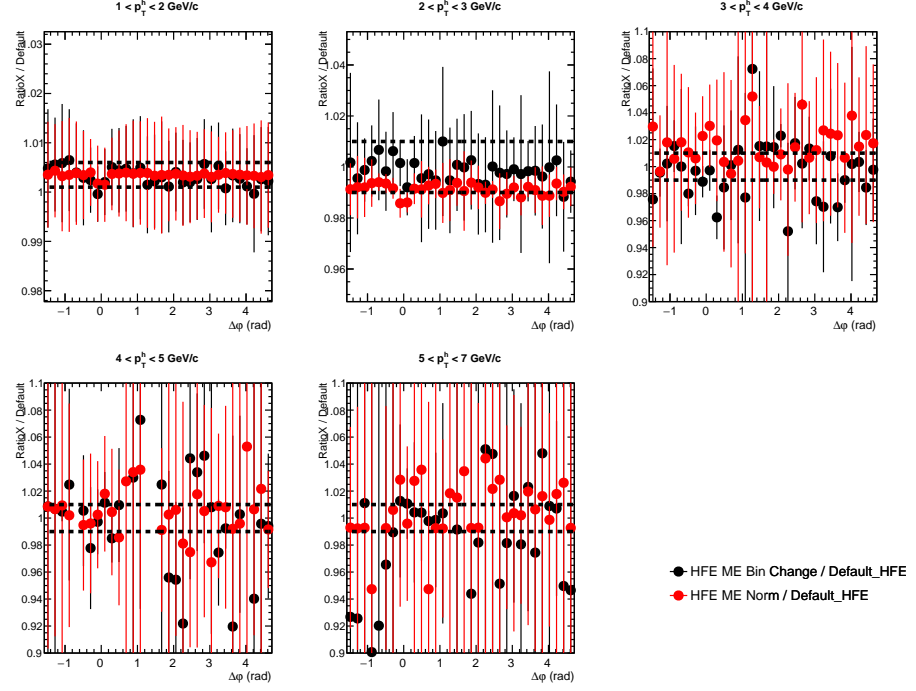 1 < p_T^h < 2 GeV/c
RatioX / Default
1.03
1.02
1.01
1
0.99
0.98
−1 0 1 2 3 4
Δφ (rad)
2 < p_T^h < 3 GeV/c
RatioX / Default
1.04
1.02
1
0.98
0.96
−1 0 1 2 3 4
Δφ (rad)
3 < p_T^h < 4 GeV/c
RatioX / Default
1.1
1.08
1.06
1.04
1.02
1
0.98
0.96
0.94
0.92
0.9
−1 0 1 2 3 4
Δφ (rad)
4 < p_T^h < 5 GeV/c
RatioX / Default
1.1
1.08
1.06
1.04
1.02
1
0.98
0.96
0.94
0.92
0.9
−1 0 1 2 3 4
Δφ (rad)
5 < p_T^h < 7 GeV/c
RatioX / Default
1.1
1.08
1.06
1.04
1.02
1
0.98
0.96
0.94
0.92
0.9
−1 0 1 2 3 4
Δφ (rad)
HFE ME Bin Change / Default_HFE
HFE ME Norm / Default_HFE